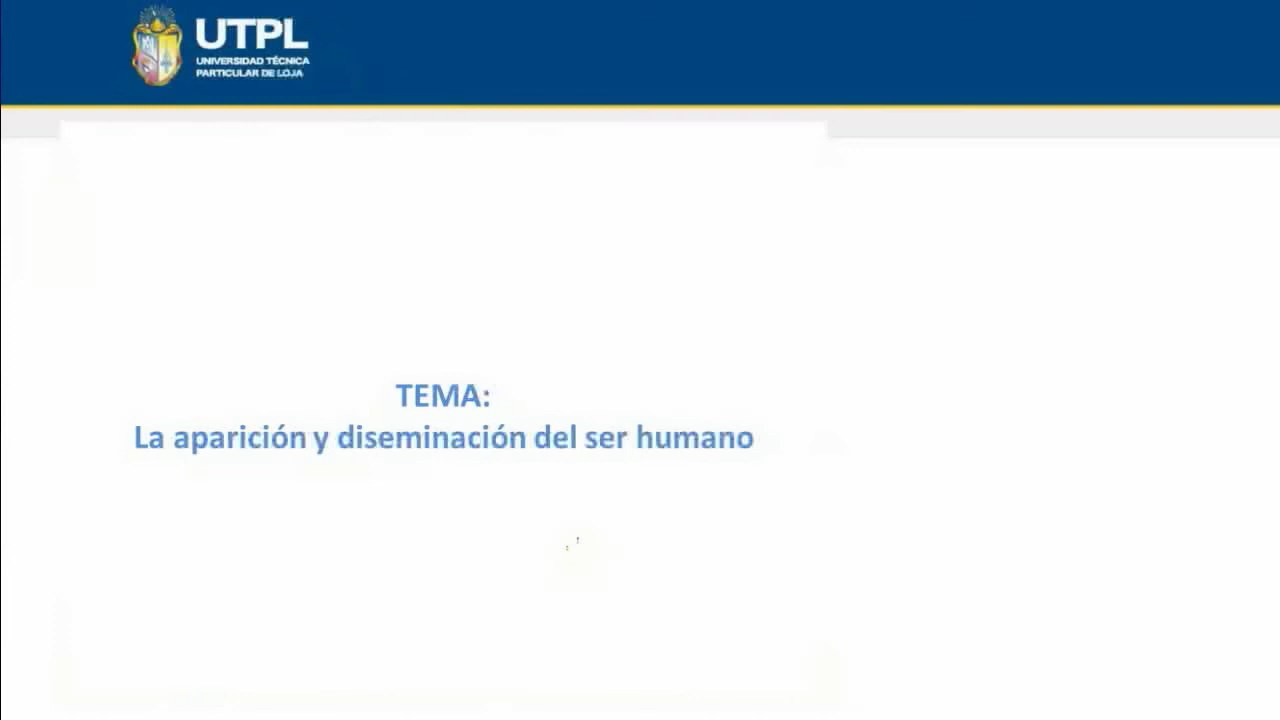 UTPL
UNIVERSIDAD TÉCNICA
PARTICULAR DE LOJA
TEMA:
La aparición y diseminación del ser humano